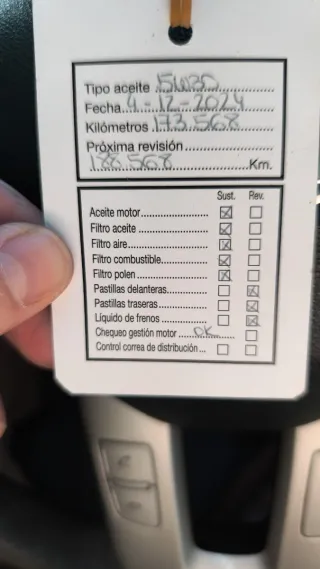 Tipo aceite 5W30
Fecha 4-12-2024
Kilómetros 173.568
Próxima revisión
188.568 Km.
Sust. Rev.
Aceite motor ☒ ☐
Filtro aceite ☒ ☐
Filtro aire ☒ ☐
Filtro combustible ☒ ☐
Filtro polen ☒ ☐
Pastillas delanteras ☐ ☒
Pastillas traseras ☐ ☒
Líquido de frenos ☐ ☒
Chequeo gestión motor OK ☐
Control correa de distribución ☐ ☐